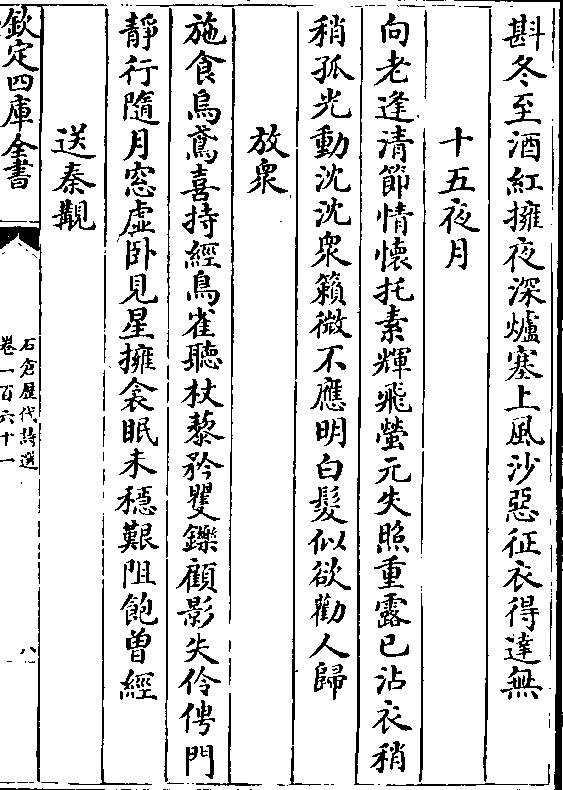 斟冬至酒紅擁夜深爐塞上風沙惡征衣得達無
十五夜月
向老逢清節情懷托素輝飛螢元失照重露已沾衣稍
稍孤光動沈沈衆籟微不應明白髮似欲勸人歸
放衆
施食烏鳶喜持經鳥雀聽杖藜矜矍鑠顧影失伶俜門
靜行隨月窓虛卧見星擁衾眠未穩艱阻飽曽經
送秦觀
欽定四庫全書
石倉歷代詩選
卷一百六十一
八